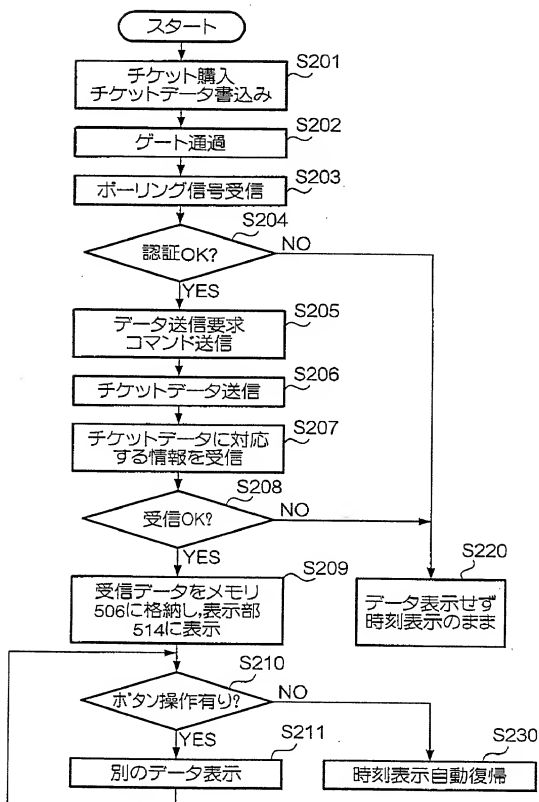 スタート
S201
チケット購入
チケットデータ書込み
S202
ゲート通過
S203
ポーリング信号受信
S204
認証OK?
NO
YES
S205
データ送信要求
コマンド送信
S206
チケットデータ送信
S207
チケットデータに対応
する情報を受信
S208
受信OK?
NO
YES
S209
受信データをメモリ
506に格納し,表示部
514に表示
S220
データ表示せず
時刻表示のまま
S210
ボタン操作有り?
NO
YES
S211
別のデータ表示
S230
時刻表示自動復帰